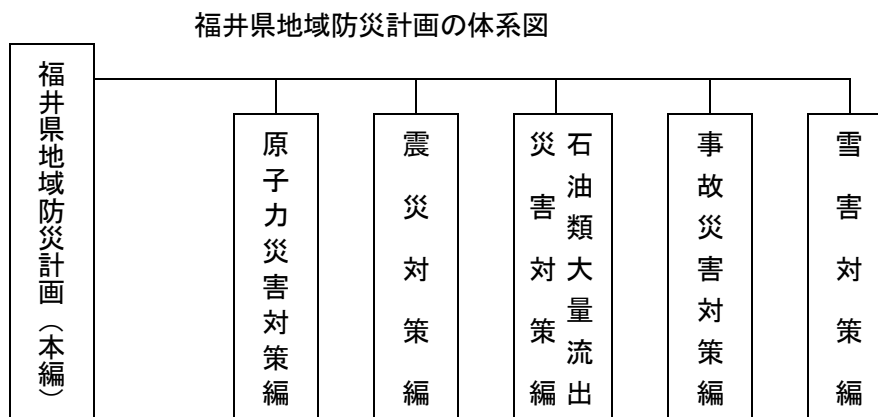 福井県地域防災計画の体系図
福井県地域防災計画（本編）
原子力災害対策編
震災対策編
石油類大量流出
災害対策編
事故災害対策編
雪害対策編